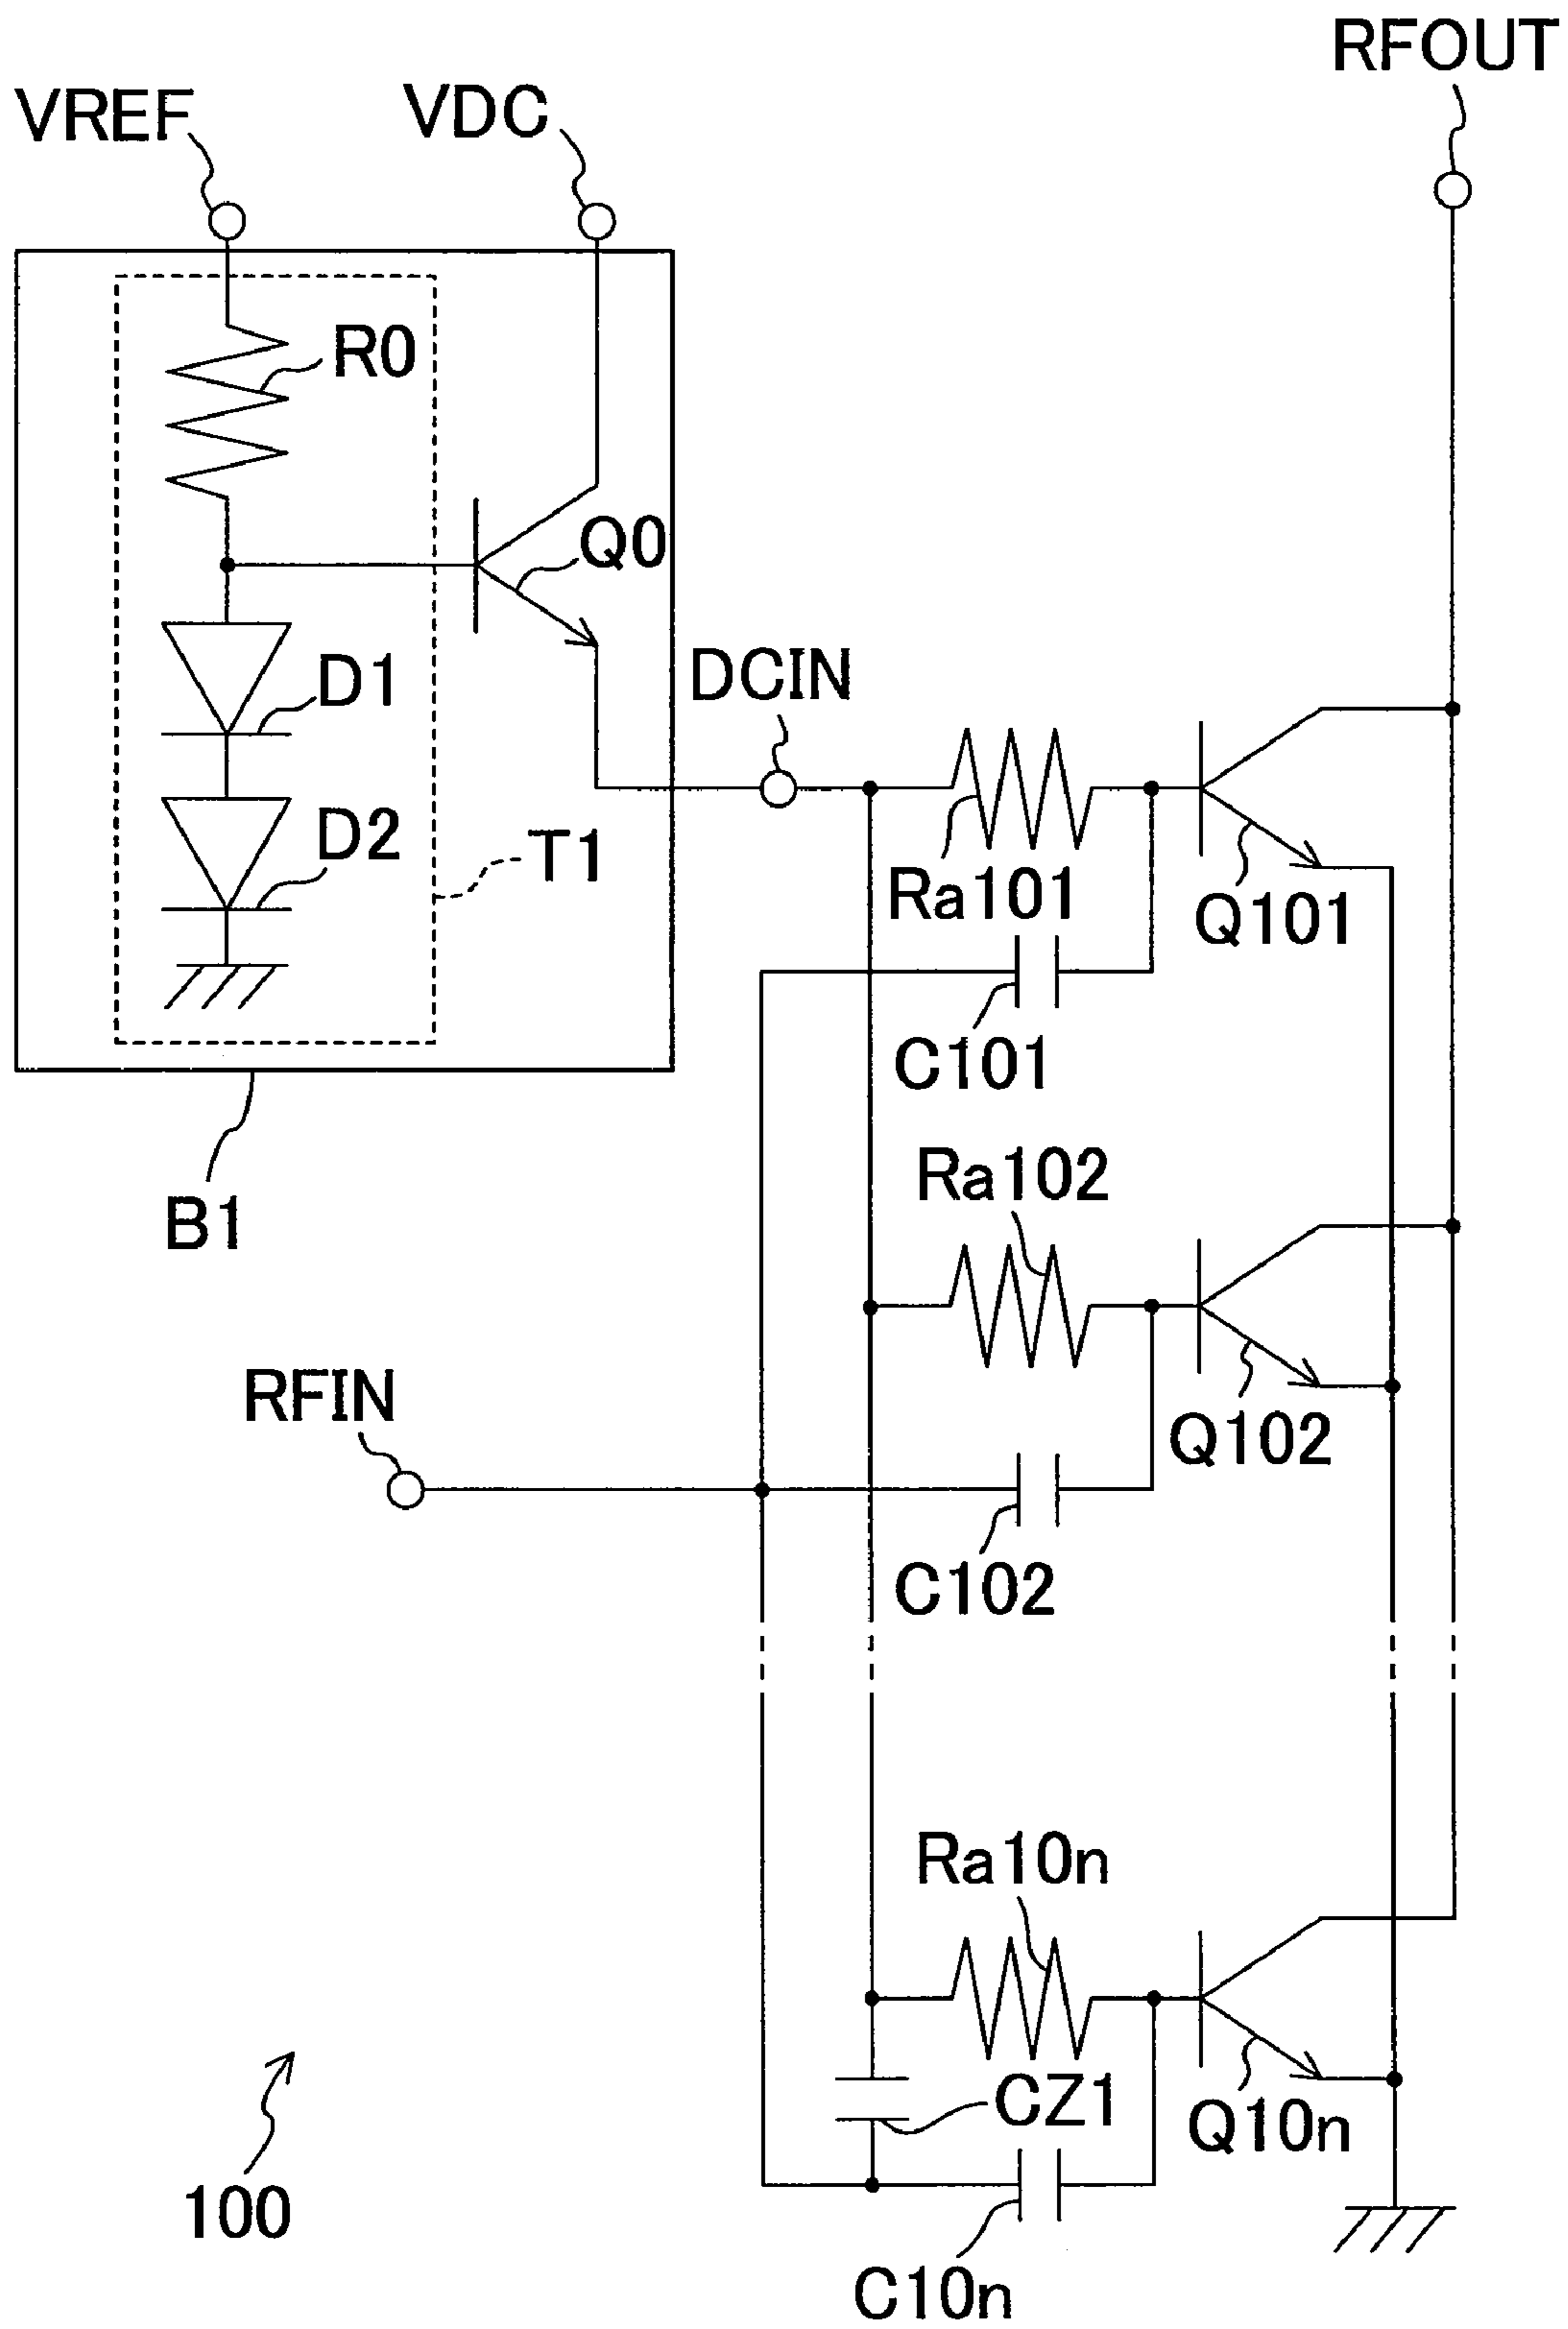 RFOUT
VREF
VDC
R0
Q0
D1
DCIN
D2
T1
Ra101
Q101
C101
Ra102
B1
RFIN
Q102
C102
Ra10n
CZ1
Q10n
100
C10n